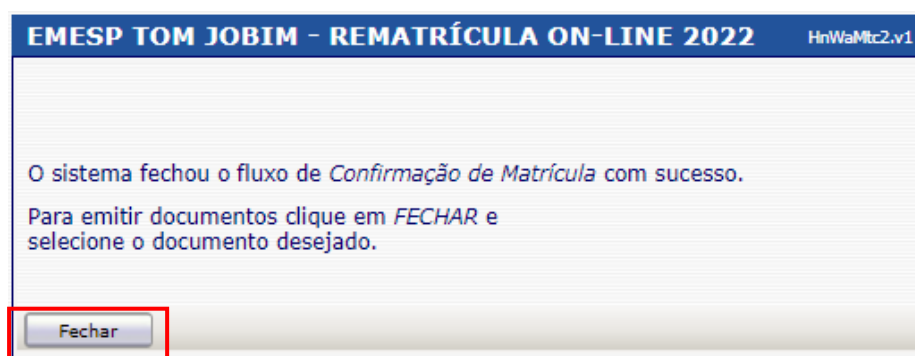 EMESP TOM JOBIM - REMATRÍCULA ON-LINE 2022 HnWaMtc2.v1
O sistema fechou o fluxo de Confirmação de Matrícula com sucesso.
Para emitir documentos clique em FECHAR e
selecione o documento desejado.
Fechar